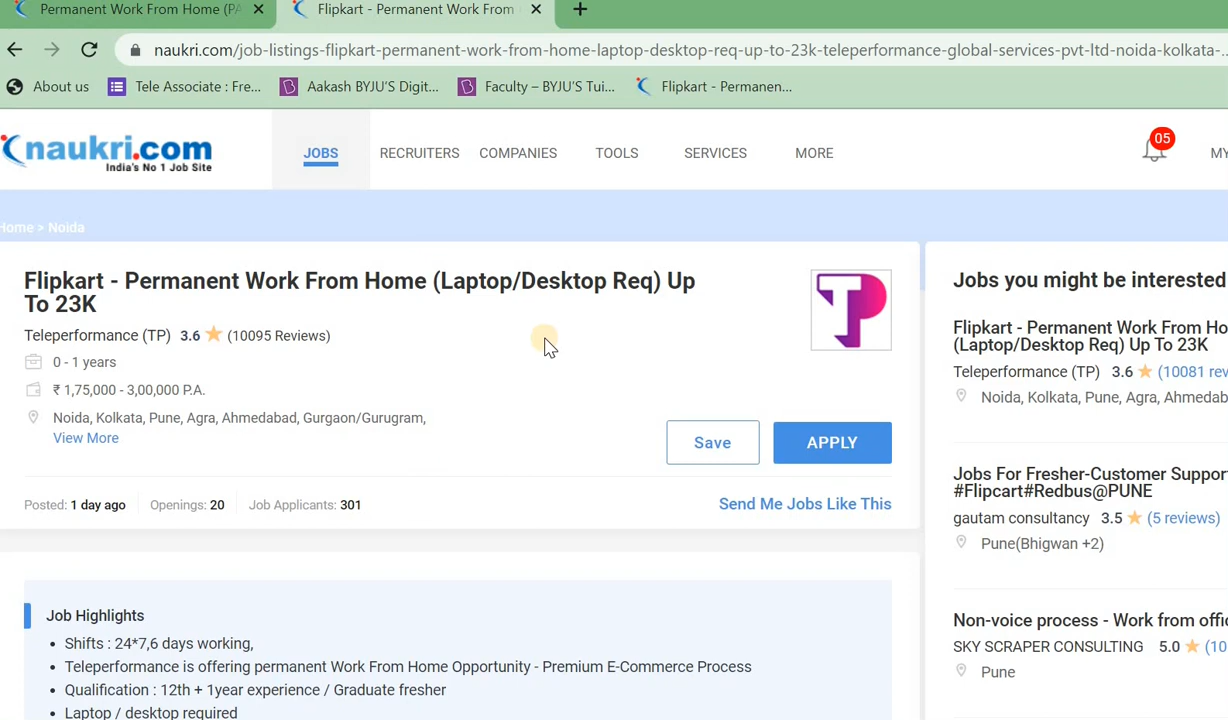 Permanent Work From Home (PA
Flipkart - Permanent Work From
naukri.com/job-listings-flipkart-permanent-work-from-home-laptop-desktop-req-up-to-23k-teleperformance-global-services-pvt-ltd-noida-kolkata-...
About us
Tele Associate : Fre...
Aakash BYJU'S Digit...
Faculty – BYJU'S Tui...
Flipkart - Permanen...
naukri.com
India's No 1 Job Site
JOBS
RECRUITERS
COMPANIES
TOOLS
SERVICES
MORE
05
MY
Home > Noida
Flipkart - Permanent Work From Home (Laptop/Desktop Req) Up
To 23K
Teleperformance (TP) 3.6 (10095 Reviews)
0 - 1 years
₹ 1,75,000 - 3,00,000 P.A.
Noida, Kolkata, Pune, Agra, Ahmedabad, Gurgaon/Gurugram,
View More
TP
Save
APPLY
Posted: 1 day ago
Openings: 20
Job Applicants: 301
Send Me Jobs Like This
Job Highlights
• Shifts : 24*7,6 days working,
• Teleperformance is offering permanent Work From Home Opportunity - Premium E-Commerce Process
• Qualification : 12th + 1year experience / Graduate fresher
• Laptop / desktop required
Jobs you might be interested
Flipkart - Permanent Work From Ho
(Laptop/Desktop Req) Up To 23K
Teleperformance (TP) 3.6 (10081 rev
Noida, Kolkata, Pune, Agra, Ahmedab
Jobs For Fresher-Customer Suppor
#Flipcart#Redbus@PUNE
gautam consultancy 3.5 (5 reviews)
Pune(Bhigwan +2)
Non-voice process - Work from offi
SKY SCRAPER CONSULTING 5.0 (10
Pune